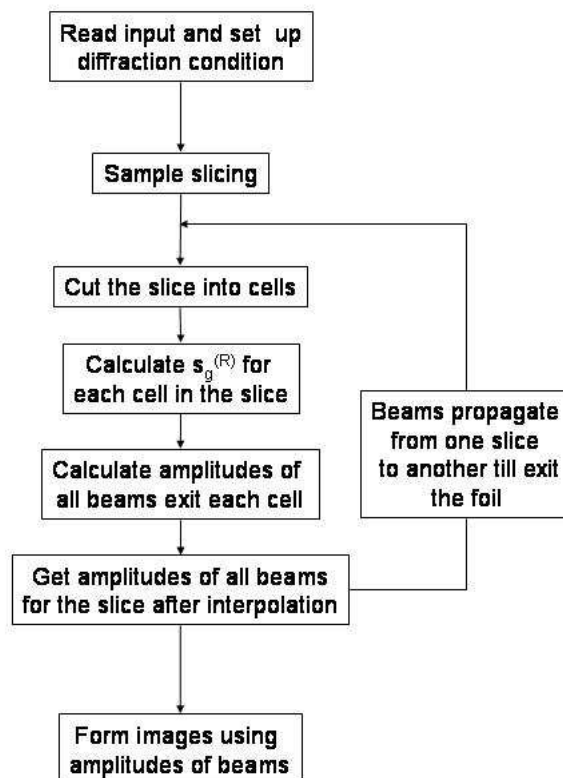 Read input and set up
diffraction condition
Sample slicing
Cut the slice into cells
Calculate s_g^(R) for
each cell in the slice
Calculate amplitudes of
all beams exit each cell
Get amplitudes of all beams
for the slice after interpolation
Beams propagate
from one slice
to another till exit
the foil
Form images using
amplitudes of beams